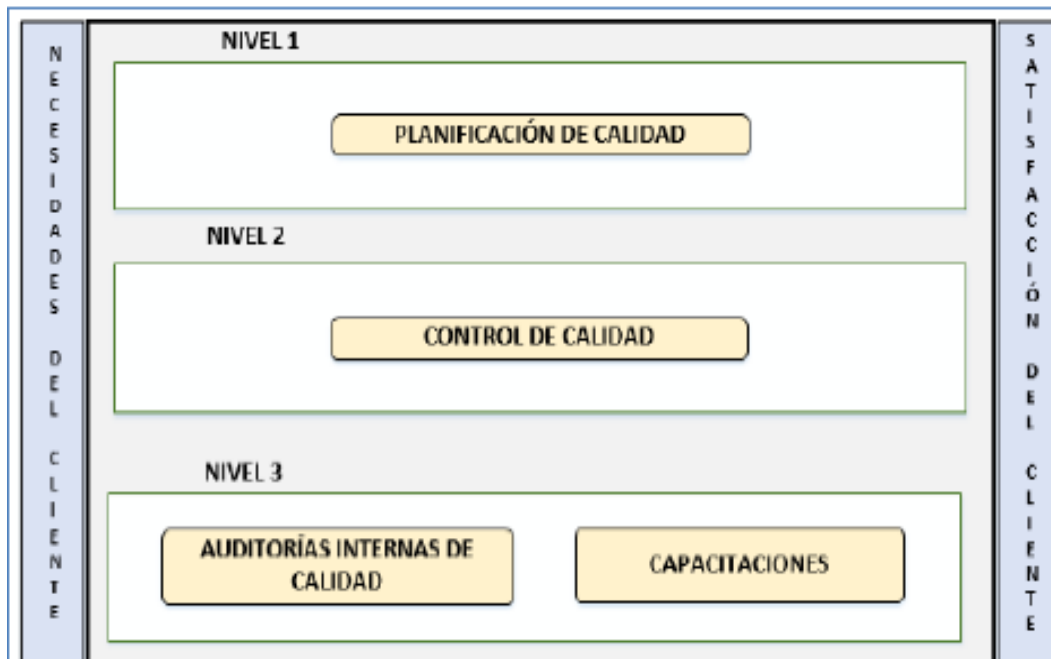 NECESIDADES DEL CLIENTE
NIVEL 1
PLANIFICACIÓN DE CALIDAD
NIVEL 2
CONTROL DE CALIDAD
NIVEL 3
AUDITORÍAS INTERNAS DE
CALIDAD
CAPACITACIONES
SATISFACCIÓN DEL CLIENTE